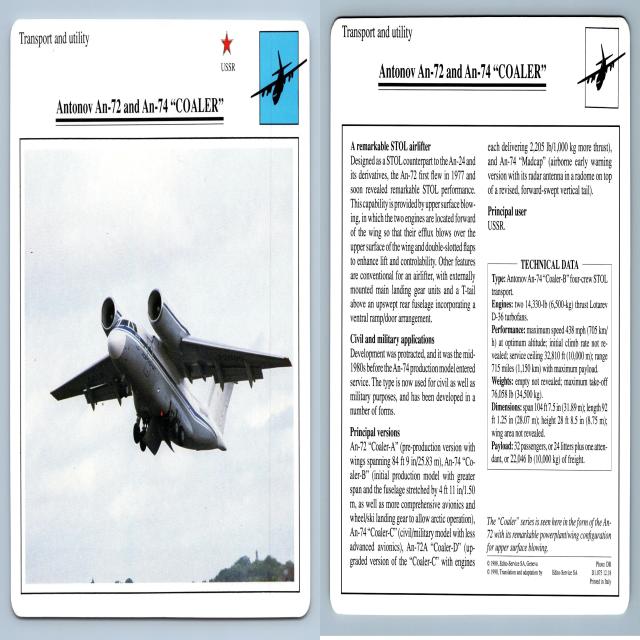 Transport and utility
USSR
Antonov An-72 and An-74 “COALER”
Transport and utility
Antonov An-72 and An-74 “COALER”
A remarkable STOL airlifter
Designed as a STOL counterpart to the An-24 and
its derivatives, the An-72 first flew in 1977 and
soon revealed remarkable STOL performance.
This capability is provided by upper surface blow-
ing, in which the two engines are located forward
of the wing so that their efflux blows over the
upper surface of the wing and double-slotted flaps
to enhance lift and controlability. Other features
are conventional for an airlifter, with externally
mounted main landing gear units and a T-tail
above an upswept rear fuselage incorporating a
ventral ramp/door arrangement.
Civil and military applications
Development was protracted, and it was the mid-
1980s before the An-74 production model entered
service. The type is now used for civil as well as
military purposes, and has been developed in a
number of forms.
Principal versions
An-72 “Coaler-A” (pre-production version with
wings spanning 84 ft 9 in/25.83 m), An-74 “Co-
aler-B” (initial production model with greater
span and the fuselage stretched by 4 ft 11 in/1.50
m, as well as more comprehensive avionics and
wheel/ski landing gear to allow arctic operation),
An-74 “Coaler-C” (civil/military model with less
advanced avionics), An-72A “Coaler-D” (up-
graded version of the “Coaler-C” with engines
each delivering 2,205 lb/1,000 kg more thrust),
and An-74 “Madcap” (airborne early warning
version with its radar antenna in a radome on top
of a revised, forward-swept vertical tail).
Principal user
USSR.
TECHNICAL DATA
Type: Antonov An-74 “Coaler-B” four-crew STOL
transport.
Engines: two 14,330-lb (6,500-kg) thrust Lotarev
D-36 turbofans.
Performance: maximum speed 438 mph (705 km/
h) at optimum altitude; initial climb rate not re-
vealed; service ceiling 32,810 ft (10,000 m); range
715 miles (1,150 km) with maximum payload.
Weights: empty not revealed; maximum take-off
76,058 lb (34,500 kg).
Dimensions: span 104 ft 7.5 in (31.89 m); length 92
ft 1.25 in (28.07 m); height 28 ft 8.5 in (8.75 m);
wing area not revealed.
Payload: 32 passengers, or 24 litters plus one atten-
dant, or 22,046 lb (10,000 kg) of freight.
The “Coaler” series is seen here in the form of the An-
72 with its remarkable powerplant/wing configuration
for upper surface blowing.
© 1990, Edito-Service SA, Geneva Photo: DR
© 1990, Translation and adaptation by Edito-Service SA D1 075 12 18
Printed in Italy